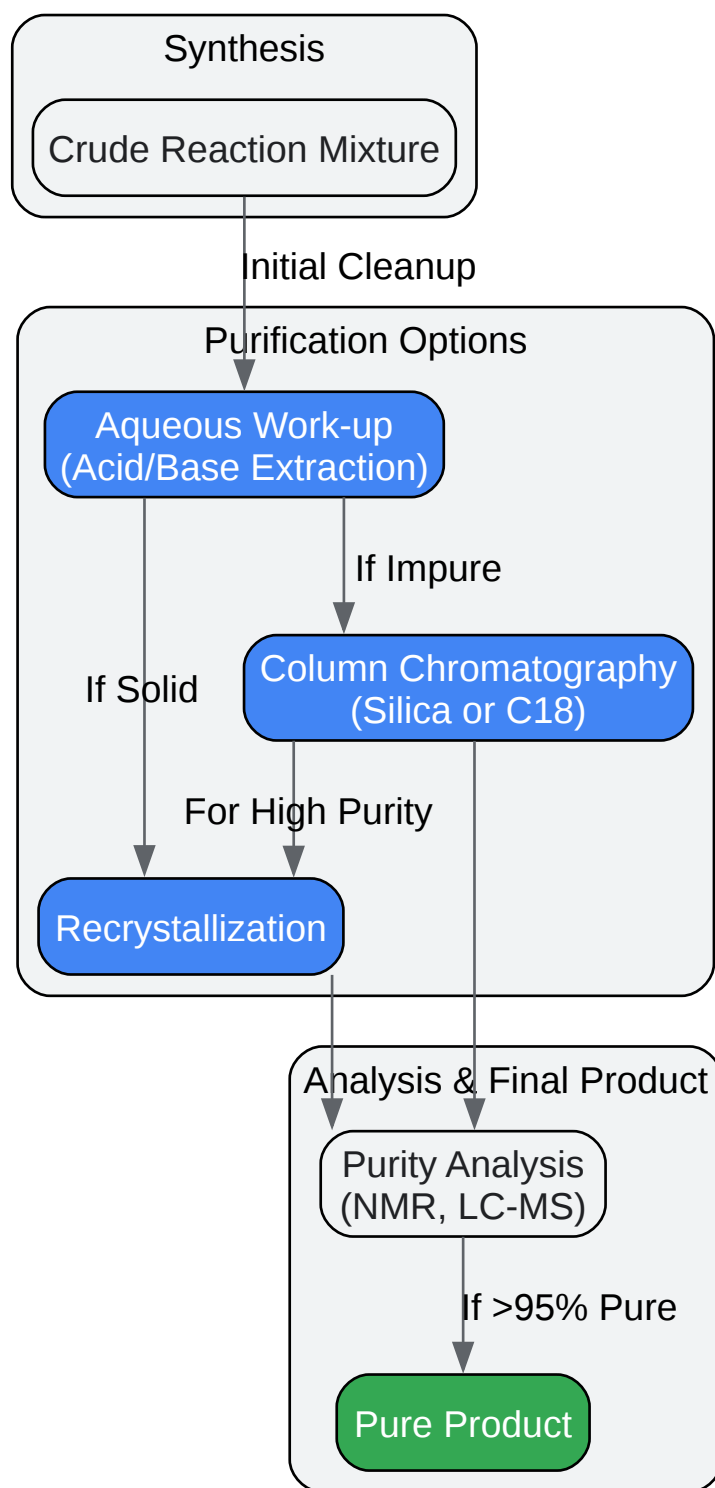 Synthesis
Crude Reaction Mixture
Initial Cleanup
Purification Options
Aqueous Work-up
(Acid/Base Extraction)
If Impure
Column Chromatography
(Silica or C18)
If Solid
For High Purity
Recrystallization
Analysis & Final Product
Purity Analysis
(NMR, LC-MS)
If >95% Pure
Pure Product